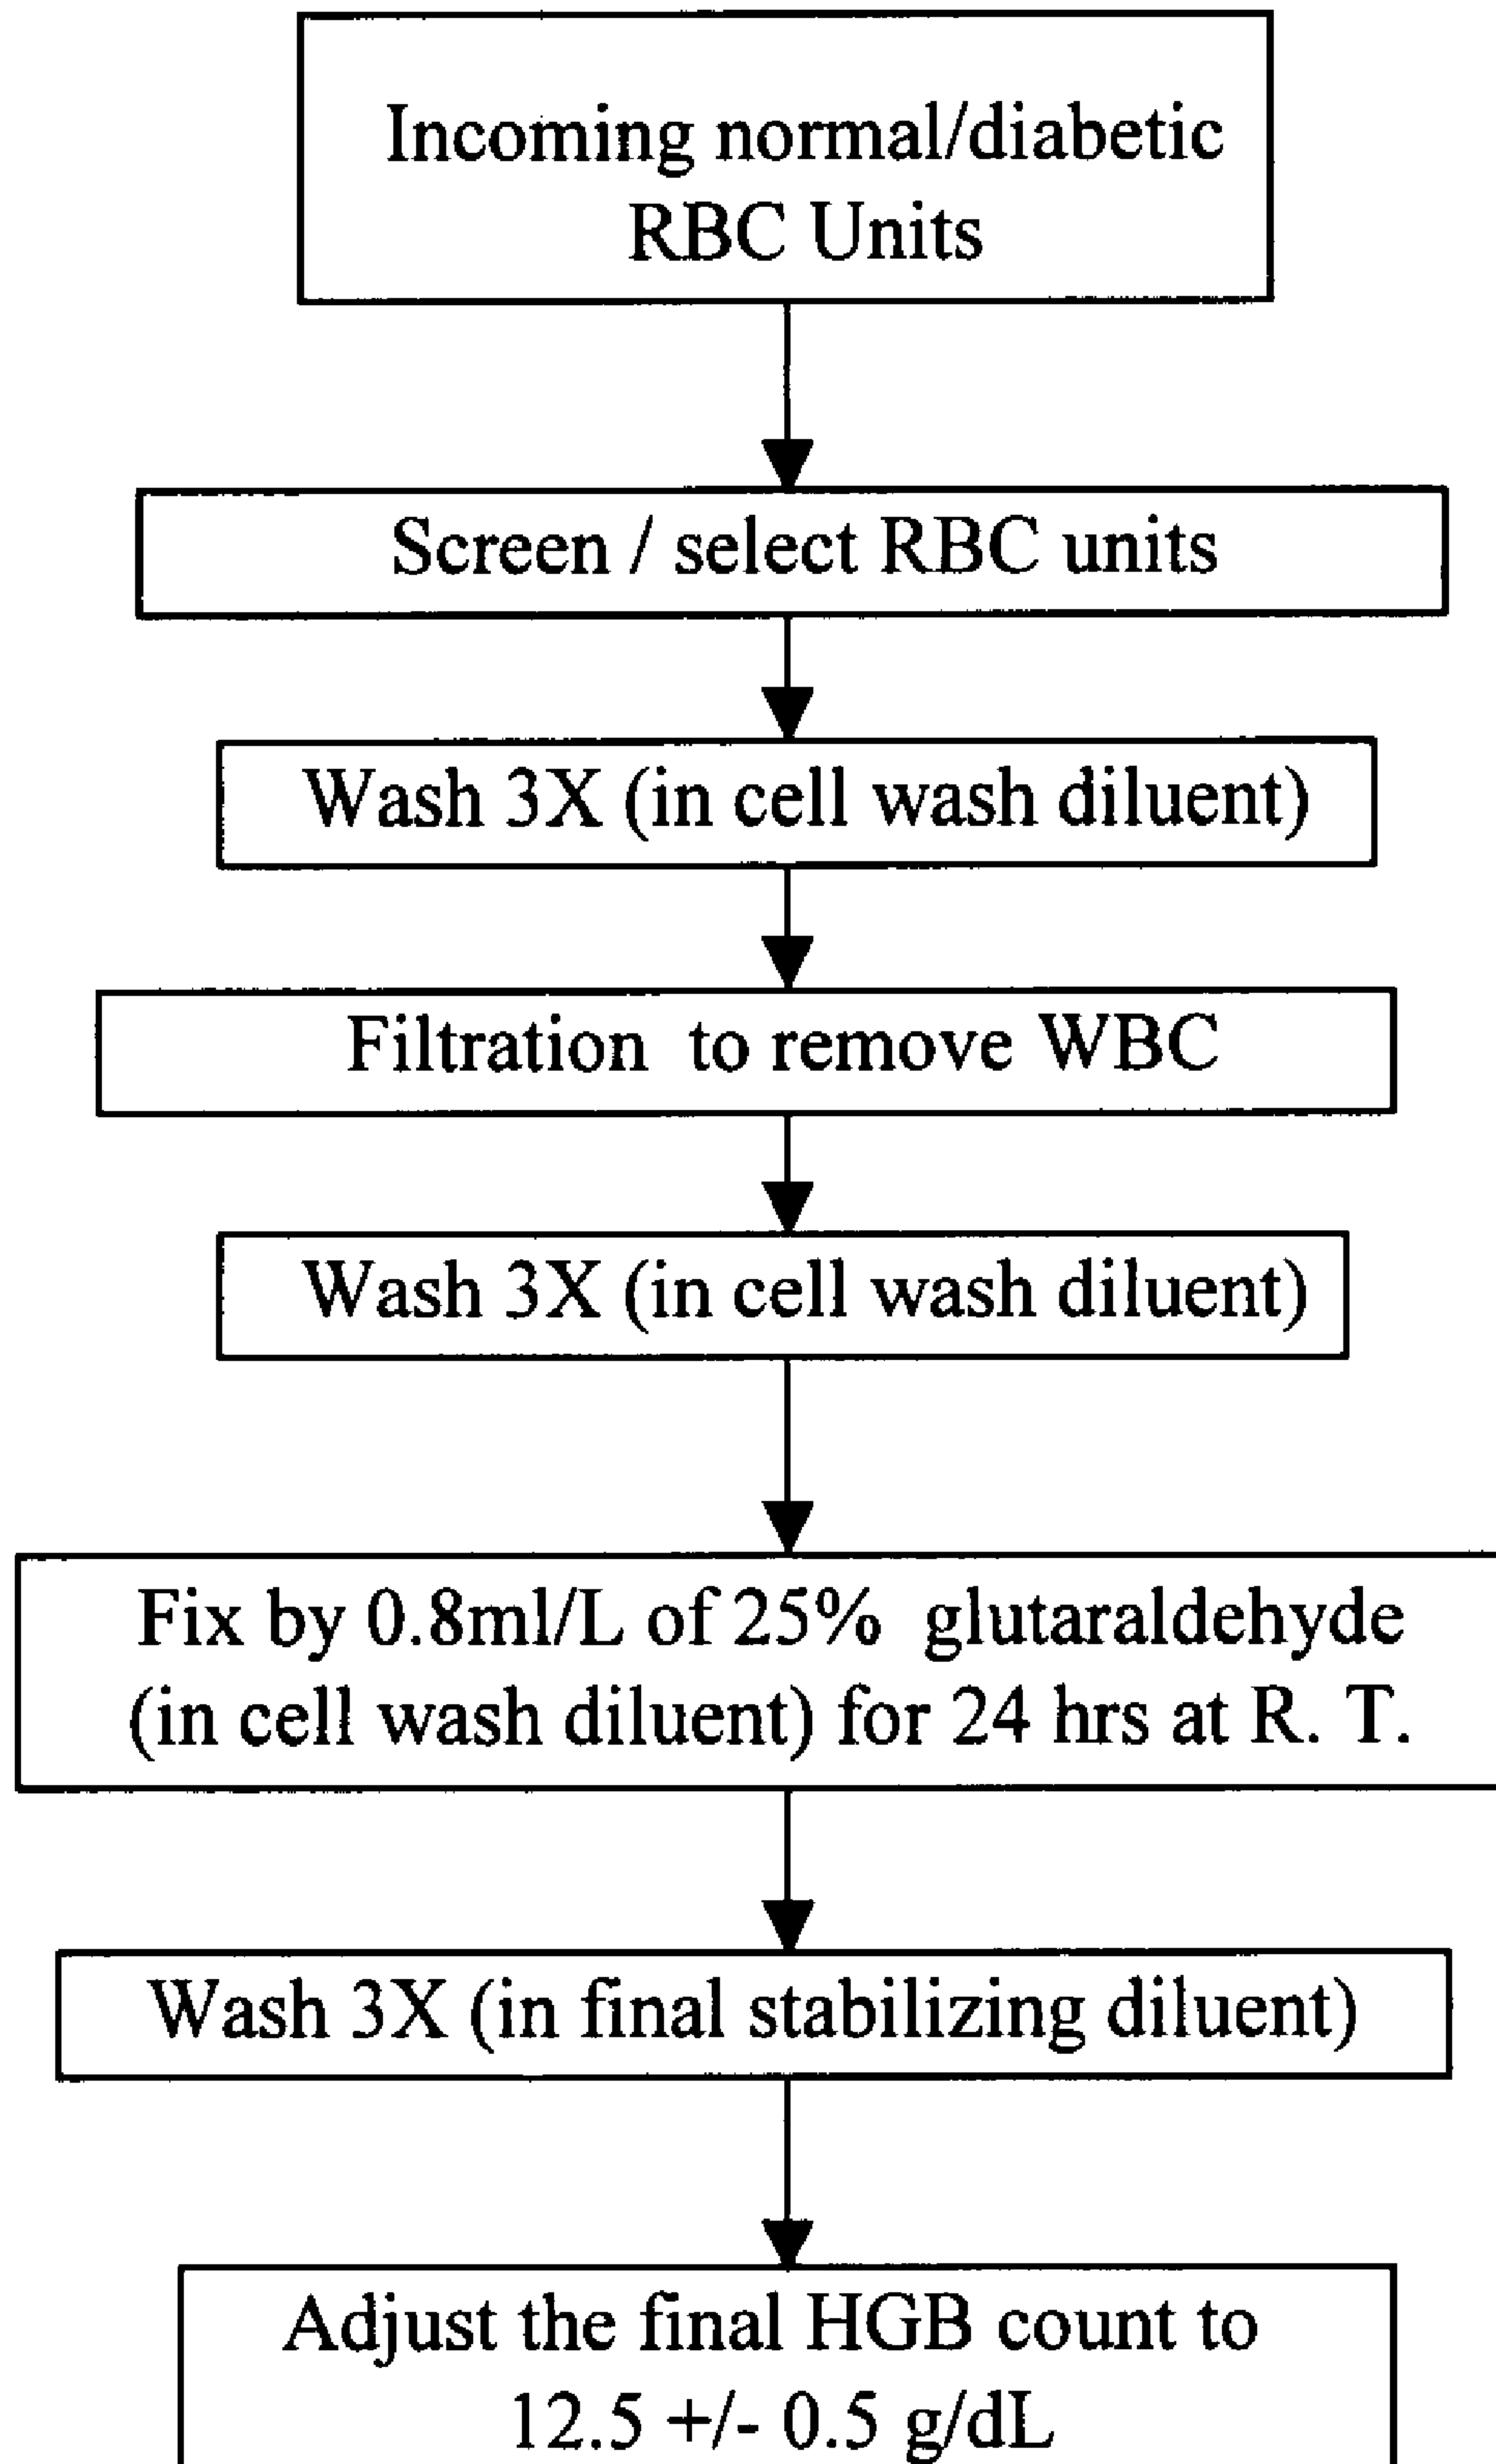 Incoming normal/diabetic
RBC Units
Screen / select RBC units
Wash 3X (in cell wash diluent)
Filtration to remove WBC
Wash 3X (in cell wash diluent)
Fix by 0.8ml/L of 25% glutaraldehyde
(in cell wash diluent) for 24 hrs at R. T.
Wash 3X (in final stabilizing diluent)
Adjust the final HGB count to
12.5 +/- 0.5 g/dL